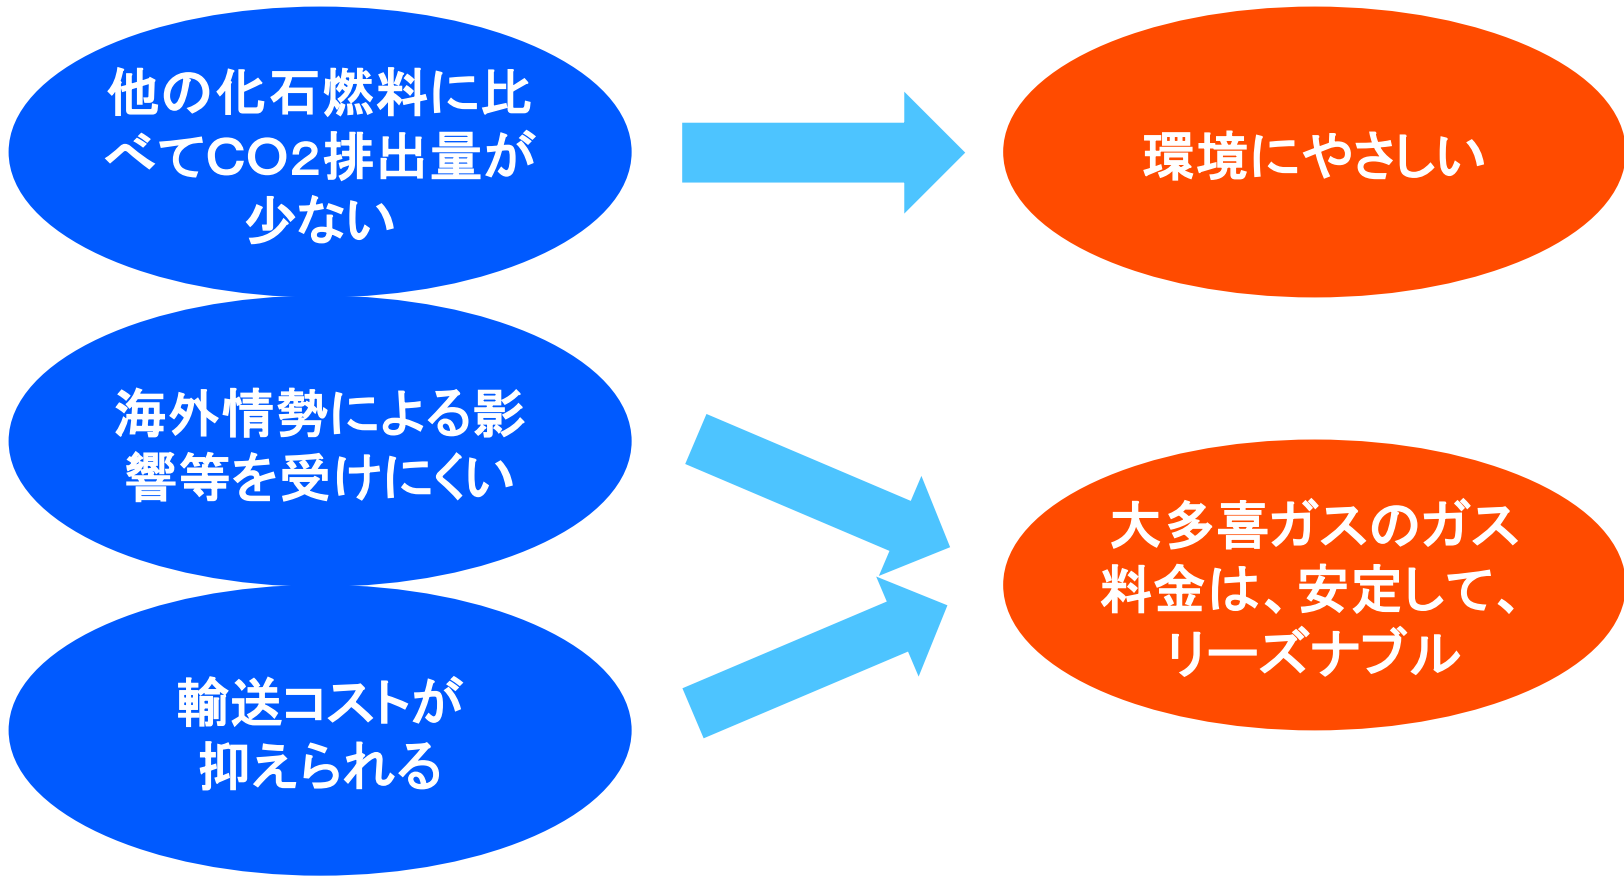 他の化石燃料に比
べてCO2排出量が
少ない
環境にやさしい
海外情勢による影
響等を受けにくい
大多喜ガスのガス
料金は、安定して、
リーズナブル
輸送コストが
抑えられる